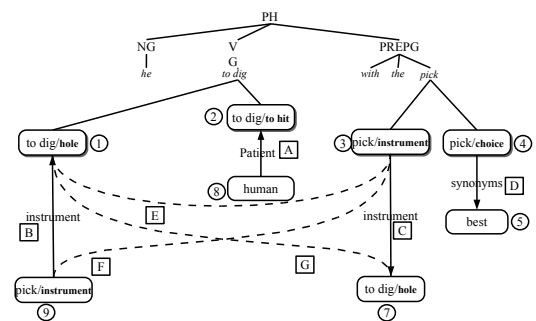 PH
NG V PREPG
G
he to dig with the pick
② to dig/to hit
to dig/hole ① ③ pick/instrument pick/choice ④
Patient A
synonyms D
⑧ human
instrument E instrument best ⑤
B C
F G
pick/instrument to dig/hole
⑨ ⑦